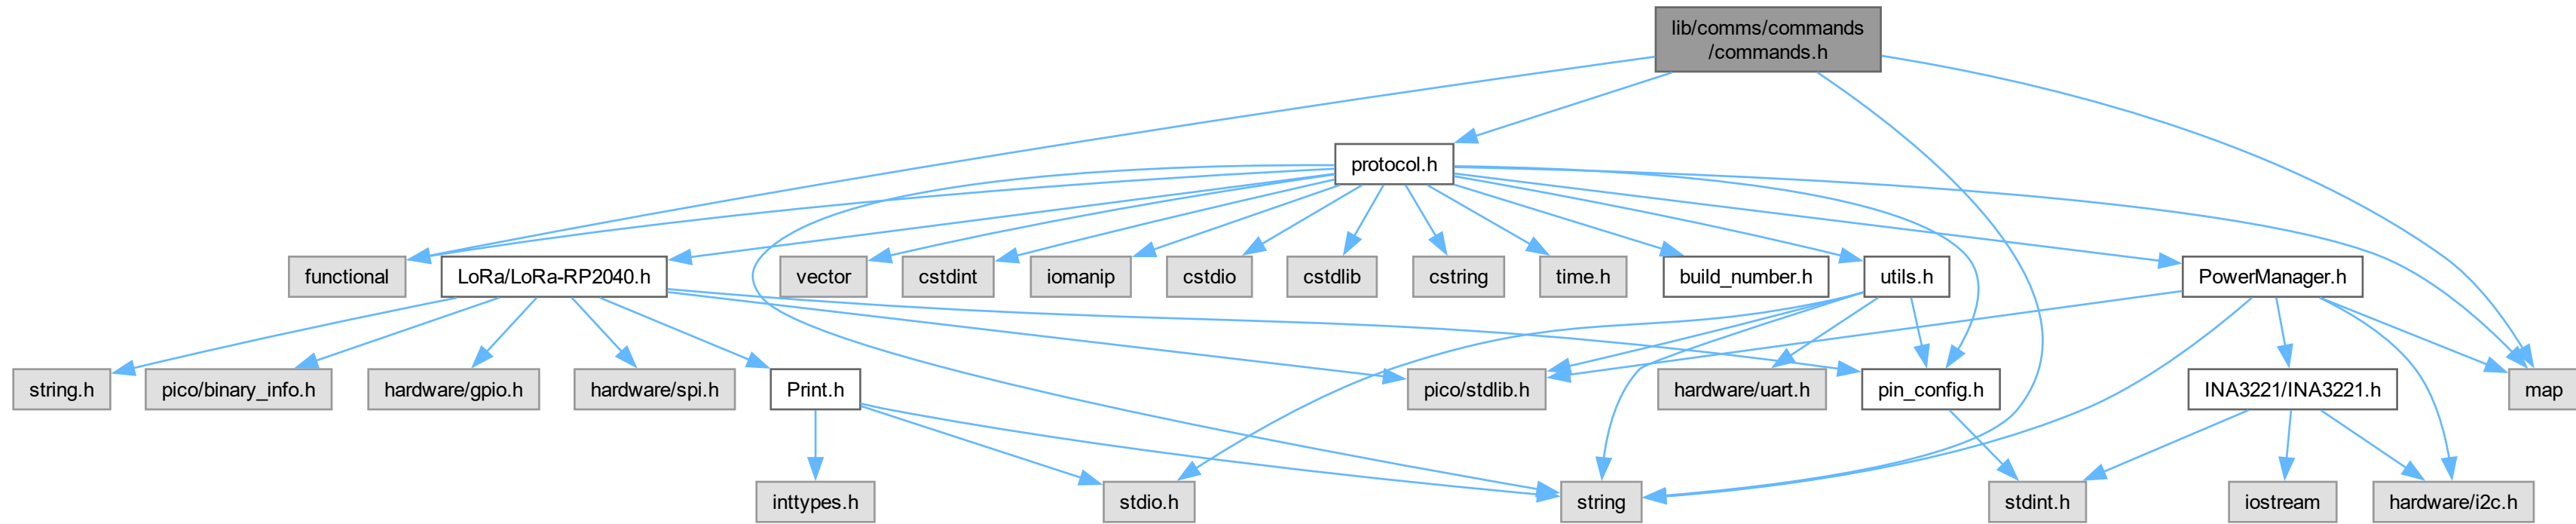 lib/comms/commands
/commands.h
protocol.h
functional
LoRa/LoRa-RP2040.h
vector
cstdint
iomanip
cstdio
cstdlib
cstring
time.h
build_number.h
utils.h
PowerManager.h
string.h
pico/binary_info.h
hardware/gpio.h
hardware/spi.h
Print.h
pico/stdlib.h
hardware/uart.h
pin_config.h
INA3221/INA3221.h
map
inttypes.h
stdio.h
string
stdint.h
iostream
hardware/i2c.h